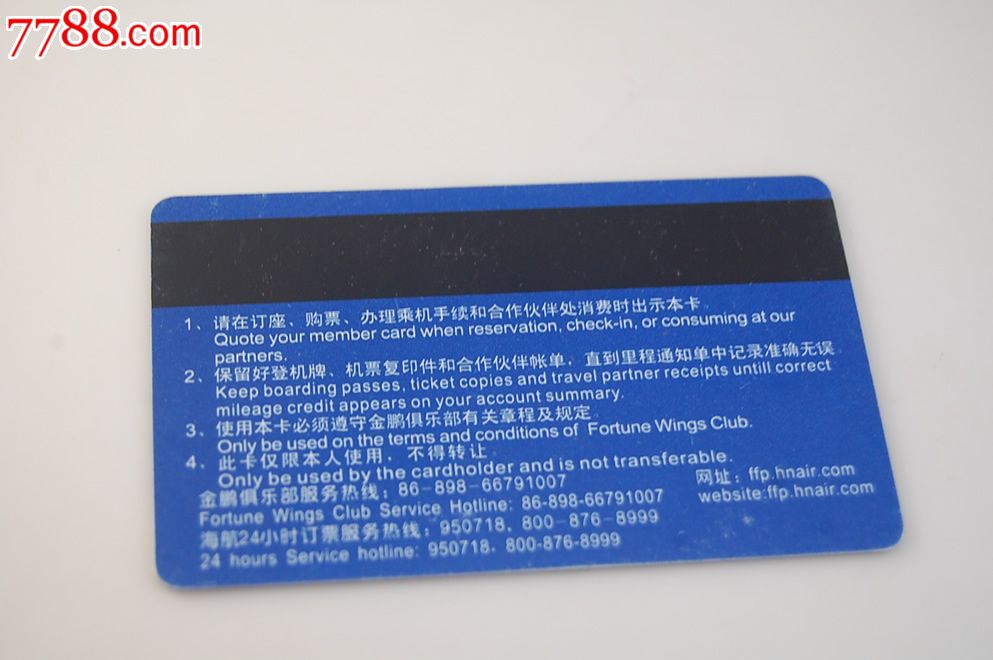 7788.com
1、请在订座、购票、办理乘机手续和合作伙伴处消费时出示本卡
Quote your member card when reservation, check-in, or consuming at our
partners.
2、保留好登机牌、机票复印件和合作伙伴帐单，直到里程通知单中记录准确无误
Keep boarding passes, ticket copies and travel partner receipts untill correct
mileage credit appears on your account summary.
3、使用本卡必须遵守金鹏俱乐部有关章程及规定
Only be used on the terms and conditions of Fortune Wings Club.
4、此卡仅限本人使用，不得转让
Only be used by the cardholder and is not transferable.
金鹏俱乐部服务热线：86-898-66791007
Fortune Wings Club Service Hotline: 86-898-66791007
海航24小时订票服务热线：950718、800-876-8999
24 hours Service hotline: 950718、800-876-8999
网址：ffp.hnair.com
website:ffp.hnair.com